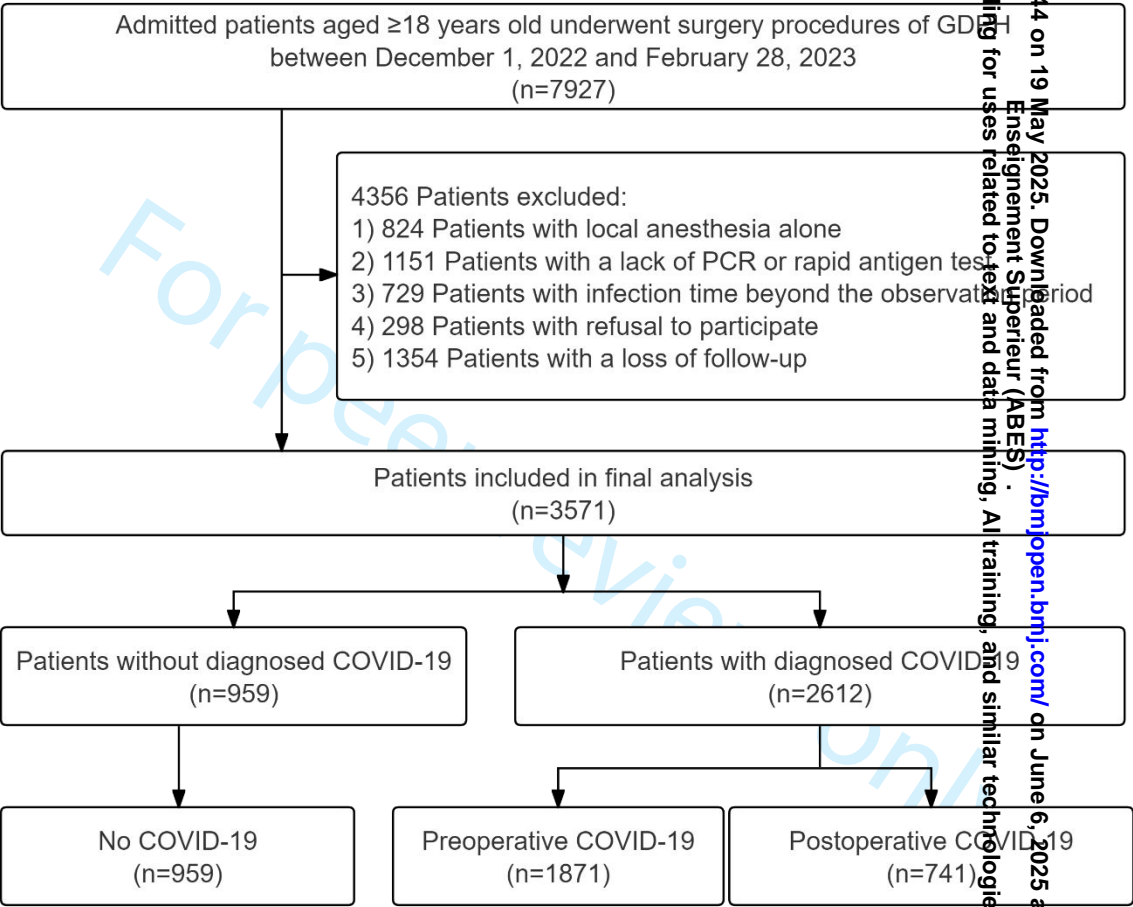 Admitted patients aged ≥18 years old underwent surgery procedures of GDEH
between December 1, 2022 and February 28, 2023
(n=7927)
4356 Patients excluded:
1) 824 Patients with local anesthesia alone
2) 1151 Patients with a lack of PCR or rapid antigen test
3) 729 Patients with infection time beyond the observation period
4) 298 Patients with refusal to participate
5) 1354 Patients with a loss of follow-up
Patients included in final analysis
(n=3571)
Patients without diagnosed COVID-19
(n=959)
Patients with diagnosed COVID-19
(n=2612)
No COVID-19
(n=959)
Preoperative COVID-19
(n=1871)
Postoperative COVID-19
(n=741)
For peer review only
44 on 19 May 2025. Downloaded from http://bmjopen.bmj.com/ on June 6, 2025 a
Enseignement Superieur (ABES) .
ding for uses related to text and data mining, AI training, and similar technologie